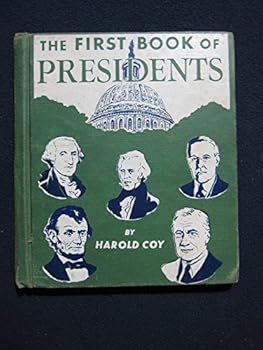 THE FIRST BOOK OF
PRESIDENTS
BY
HAROLD COY